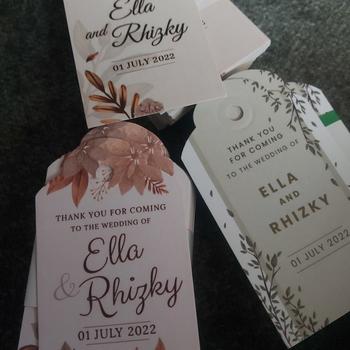 Ella
and Rhizky
01 JULY 2022
THANK YOU FOR COMING
TO THE WEDDING OF
Ella
& Rhizky
01 JULY 2022
THANK YOU
FOR COMING
TO THE WEDDING OF
ELLA
AND
RHIZKY
01 JULY 2022